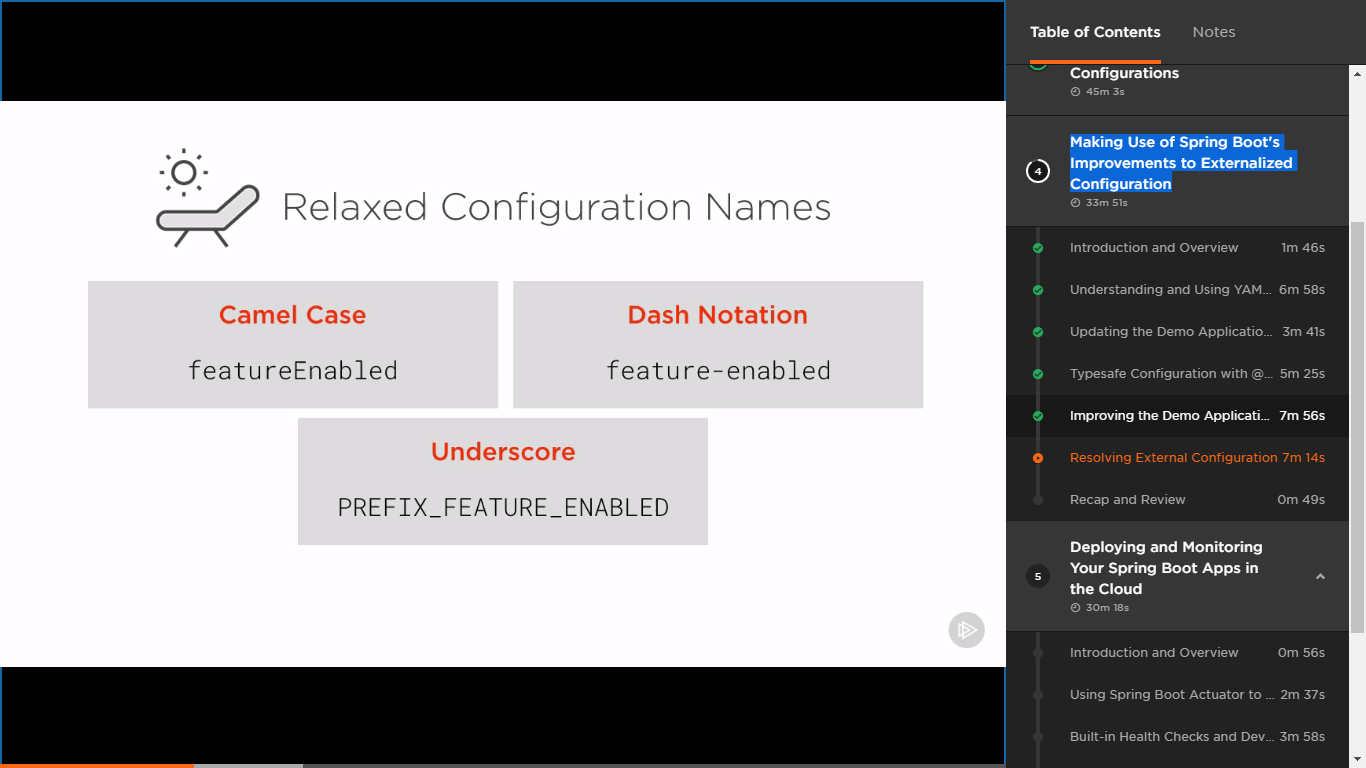 Relaxed Configuration Names
Camel Case
featureEnabled
Dash Notation
feature-enabled
Underscore
PREFIX_FEATURE_ENABLED
Table of Contents
Notes
Configurations
45m 3s
4
Making Use of Spring Boot's
Improvements to Externalized
Configuration
33m 51s
Introduction and Overview 1m 46s
Understanding and Using YAM... 6m 58s
Updating the Demo Applicatio... 3m 41s
Typesafe Configuration with @... 5m 25s
Improving the Demo Applicati... 7m 56s
Resolving External Configuration 7m 14s
Recap and Review 0m 49s
5
Deploying and Monitoring
Your Spring Boot Apps in
the Cloud
30m 18s
Introduction and Overview 0m 56s
Using Spring Boot Actuator to ... 2m 37s
Built-in Health Checks and Dev... 3m 58s